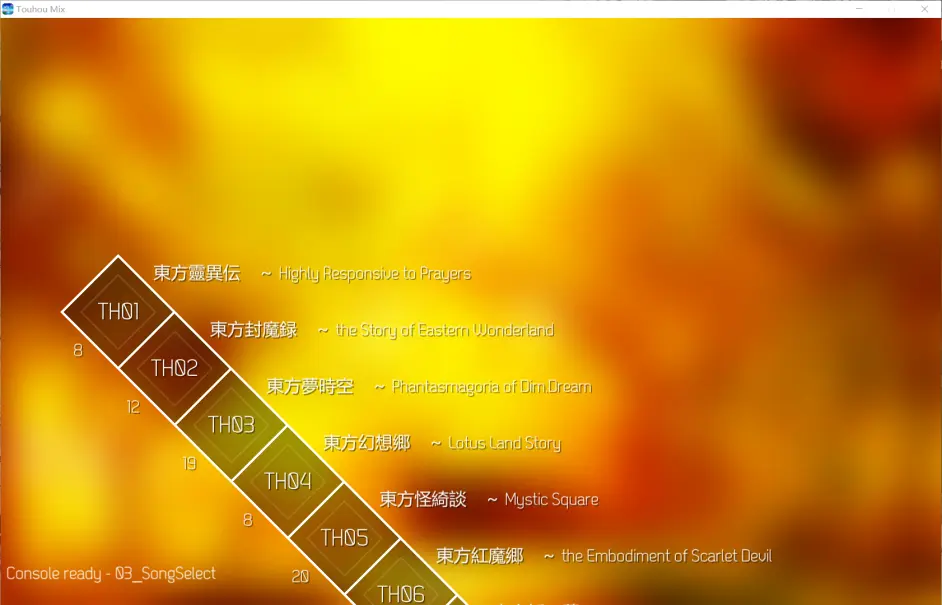 Touhou Mix
東方靈異伝 ~ Highly Responsive to Prayers
TH01
8
東方封魔録 ~ the Story of Eastern Wonderland
TH02
12
東方夢時空 ~ Phantasmagoria of Dim.Dream
TH03
19
東方幻想郷 ~ Lotus Land Story
TH04
8
東方怪綺談 ~ Mystic Square
TH05
20
東方紅魔郷 ~ the Embodiment of Scarlet Devil
TH06
Console ready - 03_SongSelect